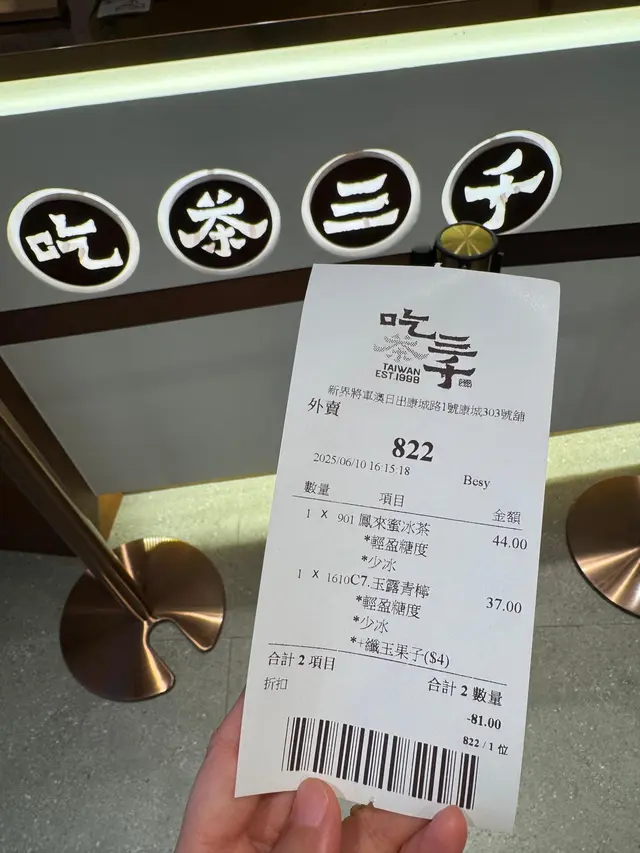 吃茶三千
吃茶三千
TAIWAN
EST.1998
新界將軍澳日出康城路1號康城303號舖
外賣
822
2025/06/10 16:15:18 Besy
數量 項目 金額
1 x 901 鳳來蜜冰茶 44.00
*輕盈糖度
*少冰
1 x 1610C7.玉露青檸 37.00
*輕盈糖度
*少冰
*+纖玉果子($4)
合計 2 項目 合計 2 數量
折扣 -81.00
822 / 1 位